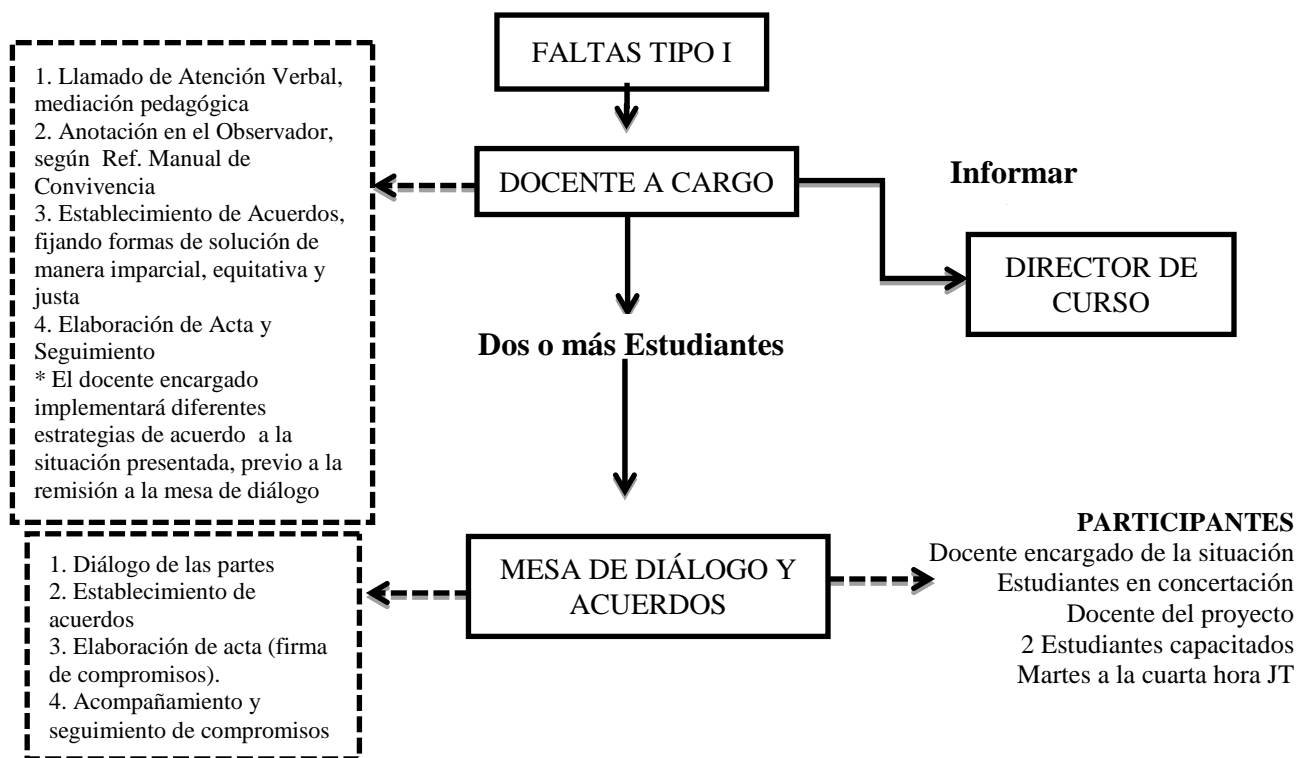 FALTAS TIPO I
1. Llamado de Atención Verbal,
mediación pedagógica
2. Anotación en el Observador,
según Ref. Manual de
Convivencia
3. Establecimiento de Acuerdos,
fijando formas de solución de
manera imparcial, equitativa y
justa
4. Elaboración de Acta y
Seguimiento
* El docente encargado
implementará diferentes
estrategias de acuerdo a la
situación presentada, previo a la
remisión a la mesa de diálogo
DOCENTE A CARGO
Informar
DIRECTOR DE
CURSO
Dos o más Estudiantes
1. Diálogo de las partes
2. Establecimiento de
acuerdos
3. Elaboración de acta (firma
de compromisos).
4. Acompañamiento y
seguimiento de compromisos
MESA DE DIÁLOGO Y
ACUERDOS
PARTICIPANTES
Docente encargado de la situación
Estudiantes en concertación
Docente del proyecto
2 Estudiantes capacitados
Martes a la cuarta hora JT